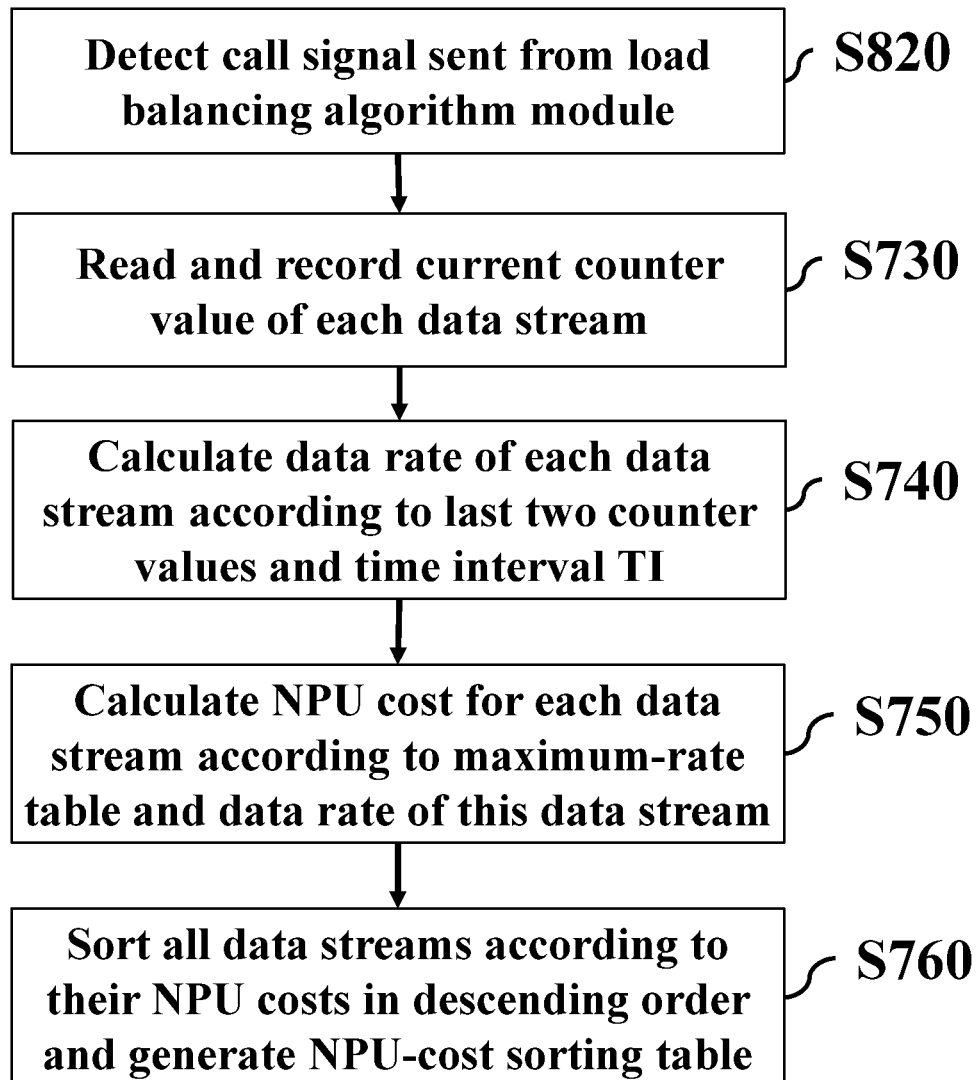 Detect call signal sent from load
balancing algorithm module
S820
Read and record current counter
value of each data stream
S730
Calculate data rate of each data
stream according to last two counter
values and time interval TI
S740
Calculate NPU cost for each data
stream according to maximum-rate
table and data rate of this data stream
S750
Sort all data streams according to
their NPU costs in descending order
and generate NPU-cost sorting table
S760